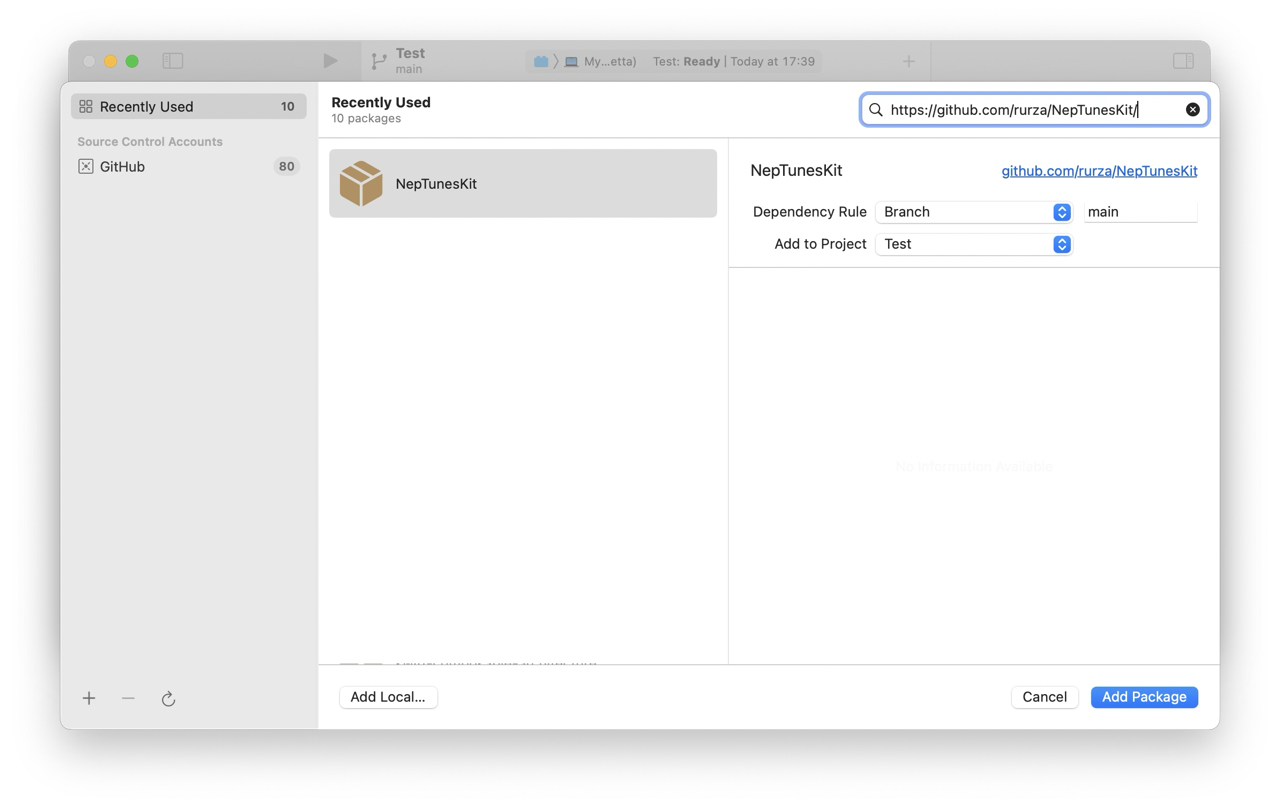 Test
main
My...etta)
Test: Ready | Today at 17:39
Recently Used
10
Source Control Accounts
GitHub
80
Recently Used
10 packages
https://github.com/rurza/NepTunesKit/
NepTunesKit
NepTunesKit
github.com/rurza/NepTunesKit
Dependency Rule
Branch
main
Add to Project
Test
No Information Available
Add Local...
Cancel
Add Package